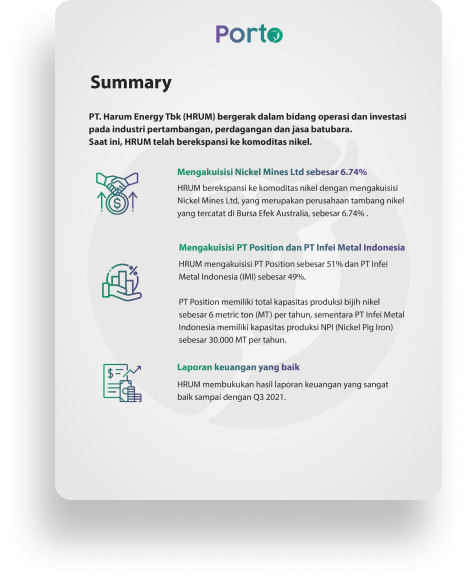 Porto
Summary
PT. Harum Energy Tbk (HRUM) bergerak dalam bidang operasi dan investasi
pada industri pertambangan, perdagangan dan jasa batubara.
Saat ini, HRUM telah berekspansi ke komoditas nikel.
Mengakuisisi Nickel Mines Ltd sebesar 6.74%
HRUM berekspansi ke komoditas nikel dengan mengakuisisi
Nickel Mines Ltd, yang merupakan perusahaan tambang nikel
yang tercatat di Bursa Efek Australia, sebesar 6.74% .
Mengakuisisi PT Position dan PT Infei Metal Indonesia
HRUM mengakuisisi PT Position sebesar 51% dan PT Infei
Metal Indonesia (IMI) sebesar 49%.
PT Position memiliki total kapasitas produksi bijih nikel
sebesar 6 metric ton (MT) per tahun, sementara PT Infei Metal
Indonesia memiliki kapasitas produksi NPI (Nickel Pig Iron)
sebesar 30.000 MT per tahun.
Laporan keuangan yang baik
HRUM membukukan hasil laporan keuangan yang sangat
baik sampai dengan Q3 2021.